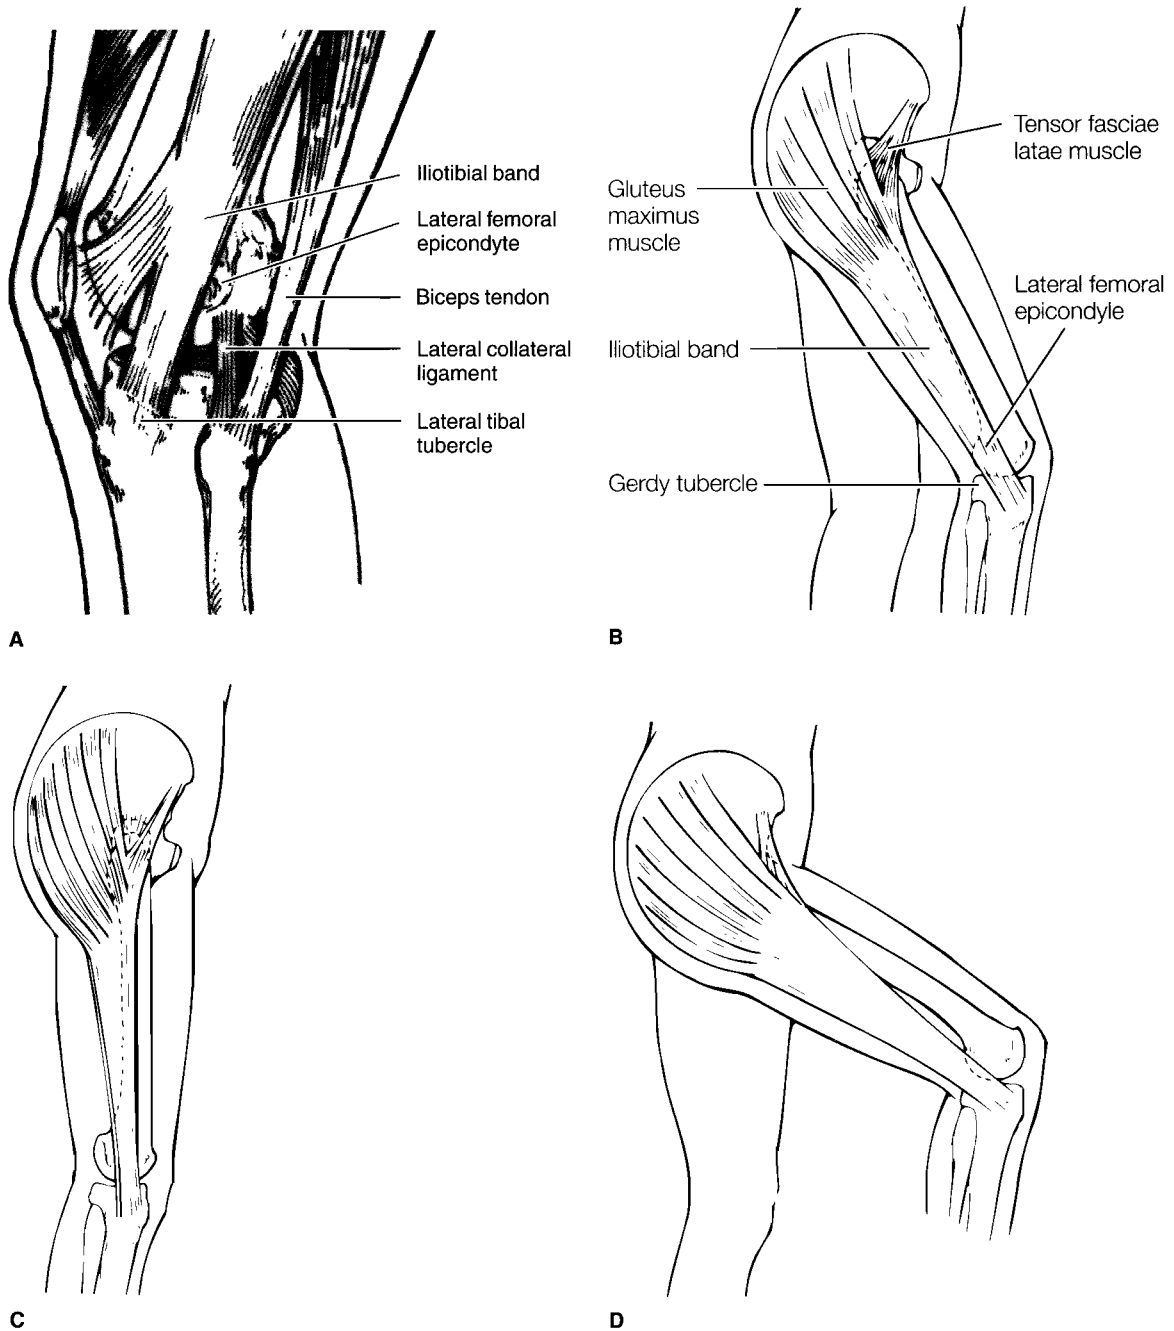 Iliotibial band
Lateral femoral
epicondyte
Biceps tendon
Lateral collateral
ligament
Lateral tibal
tubercle
A
Tensor fasciae
latae muscle
Gluteus
maximus
muscle
Lateral femoral
epicondyle
Iliotibial band
Gerdy tubercle
B
C
D